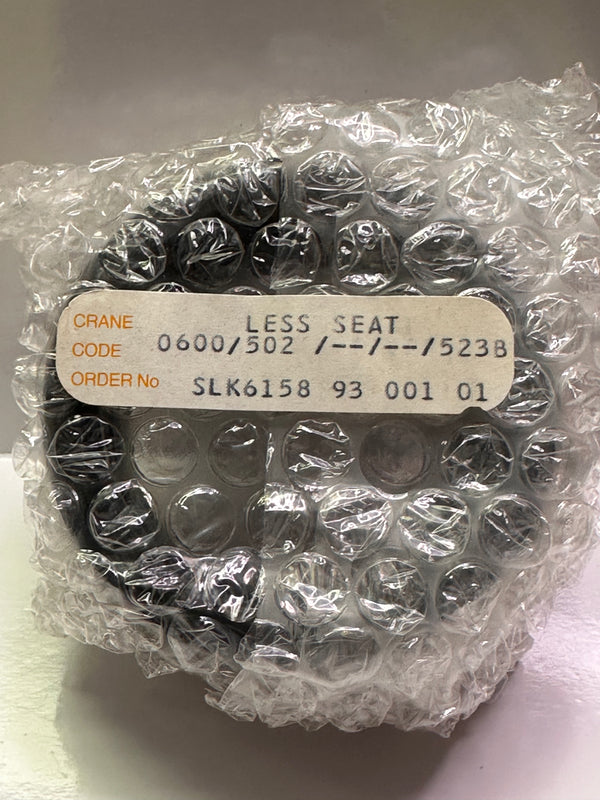 LESS SEAT
CRANE
CODE 0600/502 /--/--/523B
ORDER No SLK6158 93 001 01